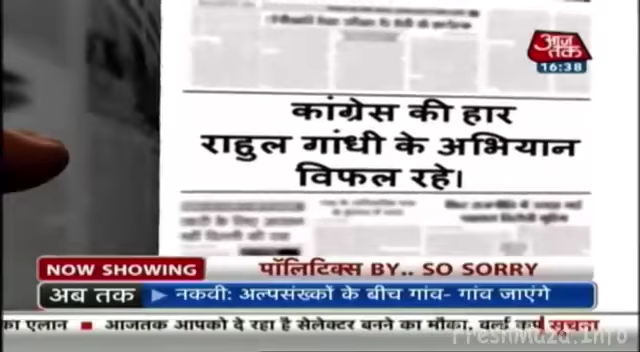 आज तक
16:38
कांग्रेस की हार
राहुल गांधी के अभियान
विफल रहे।
NOW SHOWING
पॉलिटिक्स BY.. SO SORRY
अब तक
नकवी: अल्पसंख्कों के बीच गांव- गांव जाएंगे
का एलान ■ आजतक आपको दे रहा है सेलेक्टर बनने का मौका, वर्ल्ड कप सूचना
FreshMaza.Info